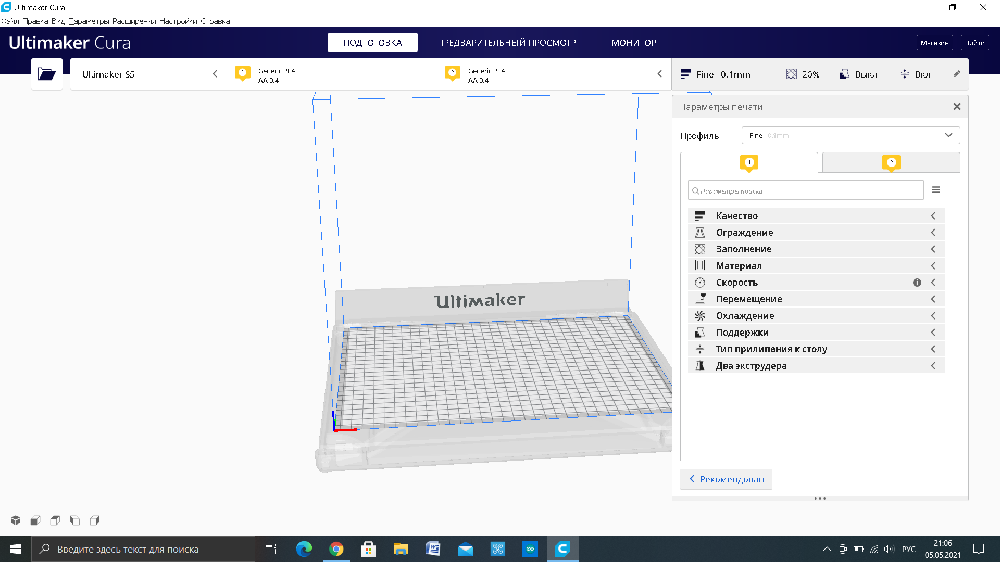 Ultimaker Cura
Файл Правка Вид Параметры Расширения Настройки Справка
Ultimaker Cura
ПОДГОТОВКА
ПРЕДВАРИТЕЛЬНЫЙ ПРОСМОТР
МОНИТОР
Магазин
Войти
Ultimaker S5
1
Generic PLA
AA 0.4
2
Generic PLA
AA 0.4
Fine - 0.1mm
20%
Выкл
Вкл
Параметры печати
Профиль
Fine - 0.1mm
1
2
Параметры поиска
Качество
Ограждение
Заполнение
Материал
Скорость
Перемещение
Охлаждение
Поддержки
Тип прилипания к столу
Два экструдера
Ultimaker
Рекомендован
Введите здесь текст для поиска
РУС
21:06
05.05.2021